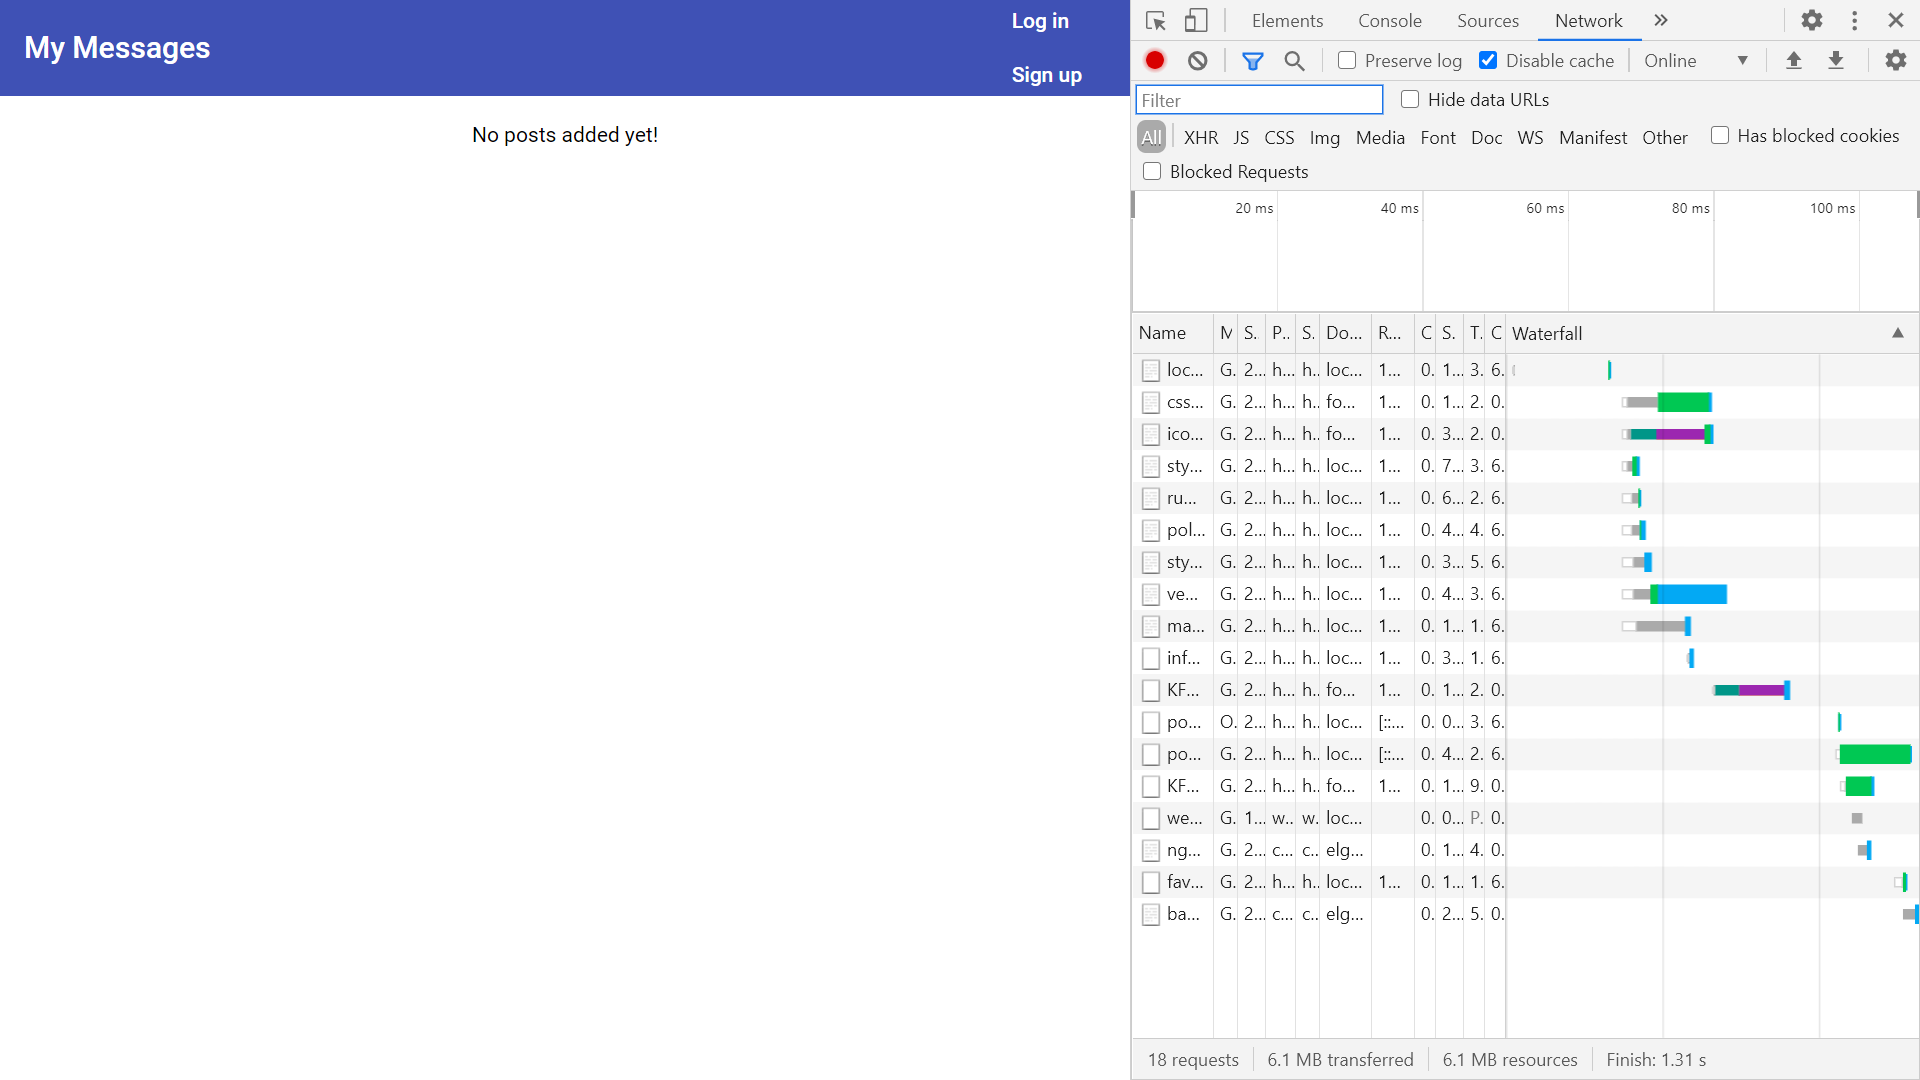 My Messages
Log in
Sign up
No posts added yet!
Elements Console Sources Network
Preserve log Disable cache Online
Filter Hide data URLs
All XHR JS CSS Img Media Font Doc WS Manifest Other Has blocked cookies
Blocked Requests
20 ms 40 ms 60 ms 80 ms 100 ms
Name M S. P.. S. Do... R... C S. T. C Waterfall
loc... G. 2... h... h.. loc... 1... 0. 1... 3. 6.
css... G. 2... h... h.. fo... 1... 0. 1... 2. 0.
ico... G. 2... h... h.. fo... 1... 0. 3... 2. 0.
sty... G. 2... h... h.. loc... 1... 0. 7... 3. 6.
ru... G. 2... h... h.. loc... 1... 0. 6... 2. 6.
pol... G. 2... h... h.. loc... 1... 0. 4... 4. 6.
sty... G. 2... h... h.. loc... 1... 0. 3... 5. 6.
ve... G. 2... h... h.. loc... 1... 0. 4... 3. 6.
ma... G. 2... h... h.. loc... 1... 0. 1... 1. 6.
inf... G. 2... h... h.. loc... 1... 0. 3... 1. 6.
KF... G. 2... h... h.. fo... 1... 0. 1... 2. 0.
po... O. 2... h... h.. loc... [::... 0. 0... 3. 6.
po... G. 2... h... h.. loc... [::... 0. 4... 2. 6.
KF... G. 2... h... h.. fo... 1... 0. 1... 9. 0.
we... G. 1... w.. w. loc... 0. 0... P. 0.
ng... G. 2... c... c.. elg... 0. 1... 4. 0.
fav... G. 2... h... h.. loc... 1... 0. 1... 1. 6.
ba... G. 2... c... c.. elg... 0. 2... 5. 0.
18 requests 6.1 MB transferred 6.1 MB resources Finish: 1.31 s